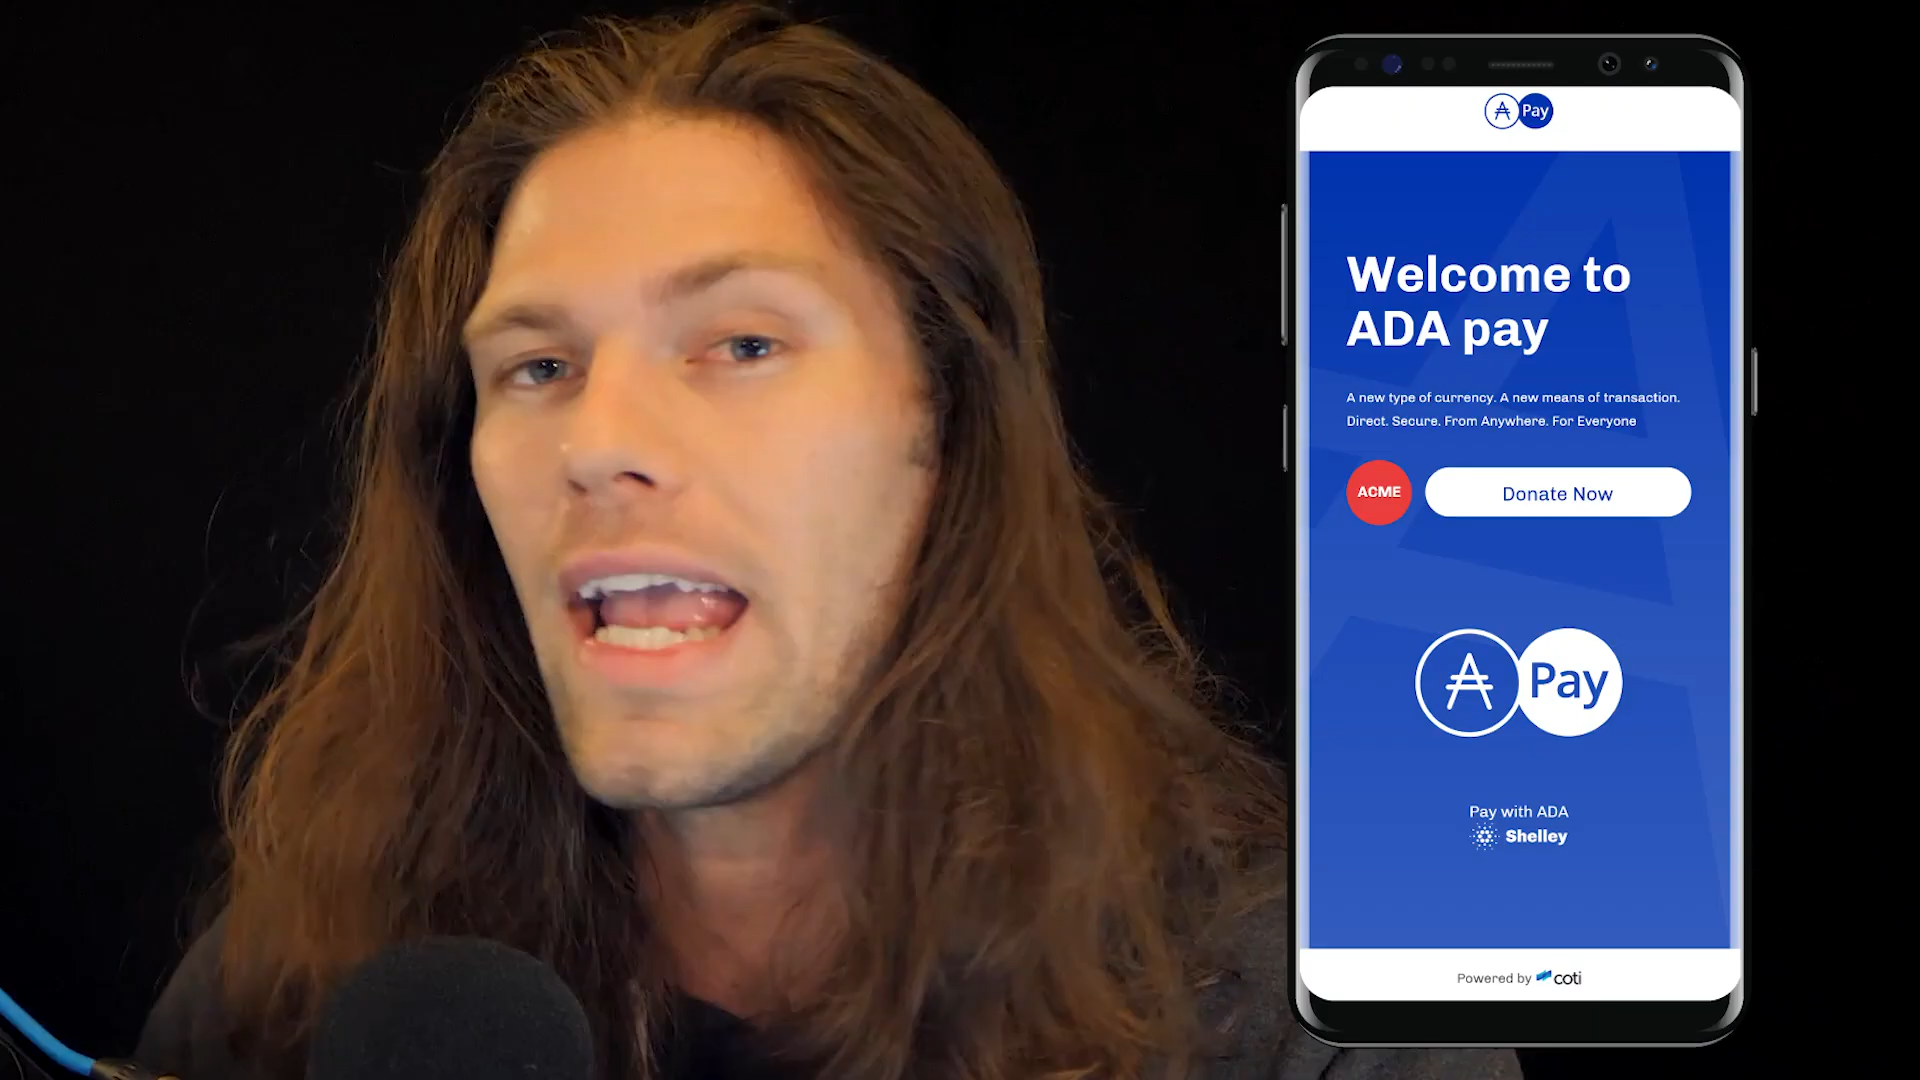 Pay
Welcome to
ADA pay
A new type of currency. A new means of transaction.
Direct. Secure. From Anywhere. For Everyone
ACME
Donate Now
Pay
Pay with ADA
Shelley
Powered by coti